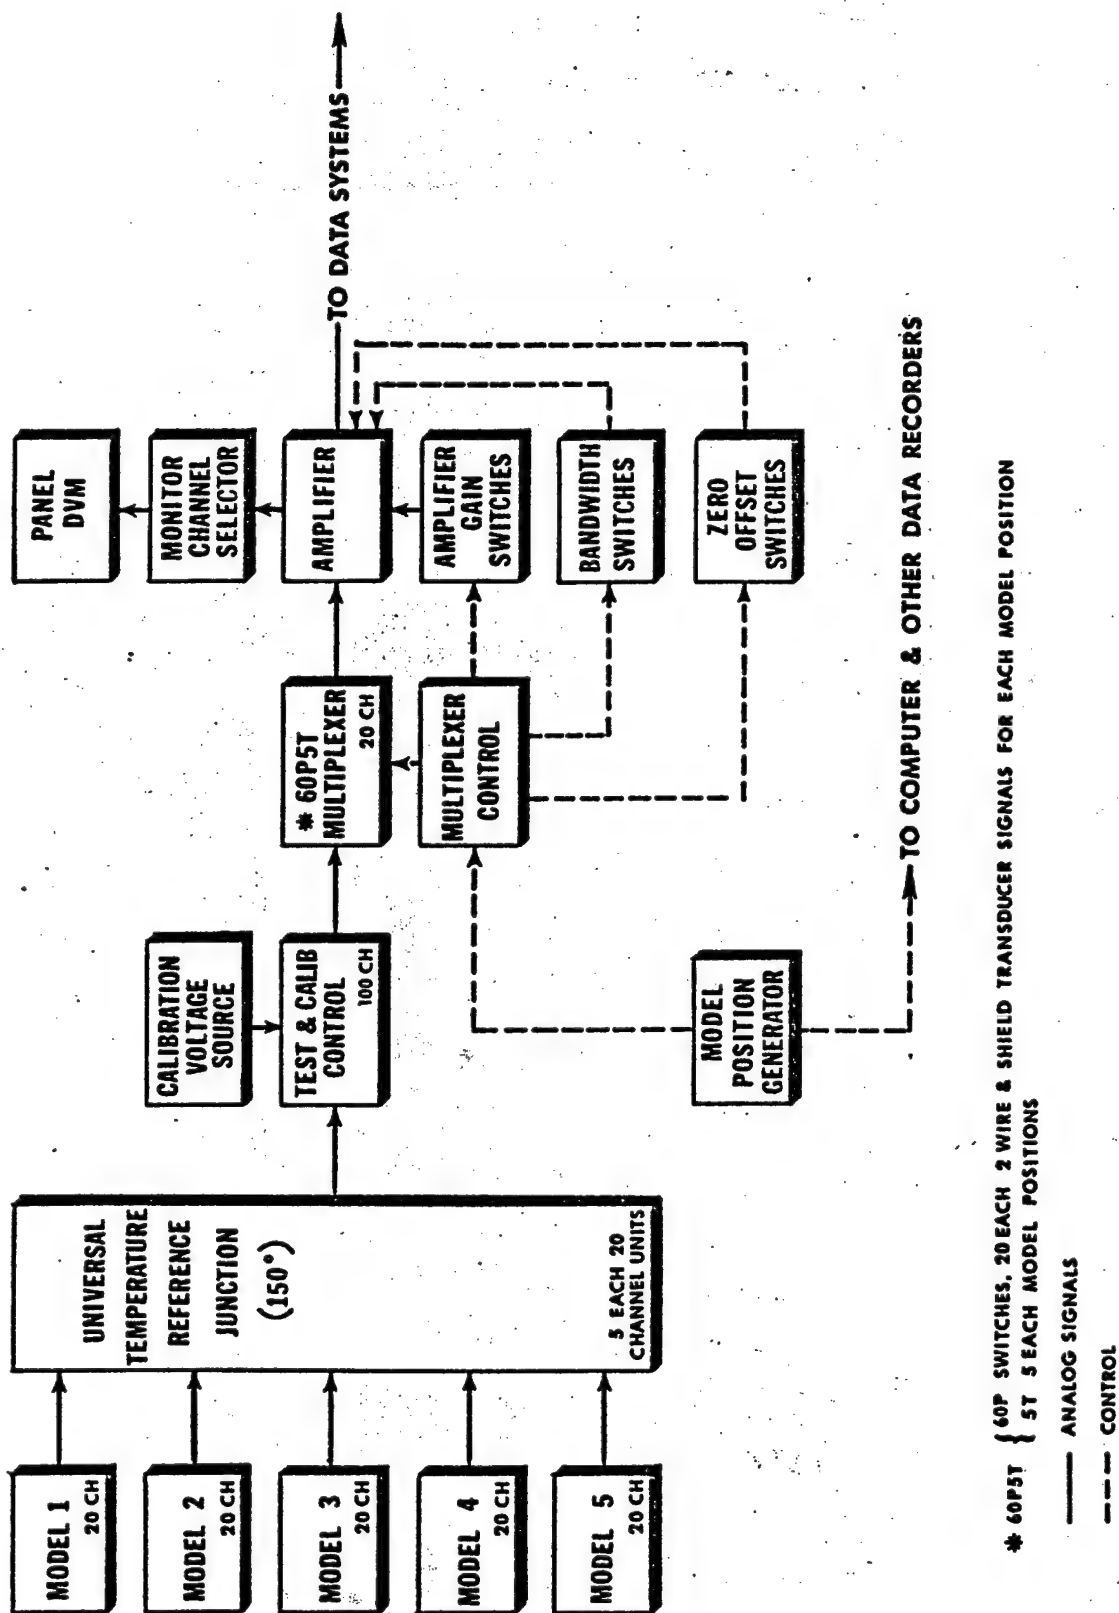 MODEL 1
20 CH
MODEL 2
20 CH
MODEL 3
20 CH
MODEL 4
20 CH
MODEL 5
20 CH
UNIVERSAL
TEMPERATURE
REFERENCE
JUNCTION
(150°)
5 EACH 20
CHANNEL UNITS
CALIBRATION
VOLTAGE
SOURCE
TEST & CALIB
CONTROL
100 CH
MODEL
POSITION
GENERATOR
* 60P5T
MULTIPLEXER
20 CH
MULTIPLEXER
CONTROL
PANEL
DVM
MONITOR
CHANNEL
SELECTOR
AMPLIFIER
AMPLIFIER
GAIN
SWITCHES
BANDWIDTH
SWITCHES
ZERO
OFFSET
SWITCHES
TO DATA SYSTEMS
TO COMPUTER & OTHER DATA RECORDERS
* 60P5T { 60P SWITCHES, 20 EACH 2 WIRE & SHIELD TRANSDUCER SIGNALS FOR EACH MODEL POSITION
{ 5T 5 EACH MODEL POSITIONS
ANALOG SIGNALS
CONTROL